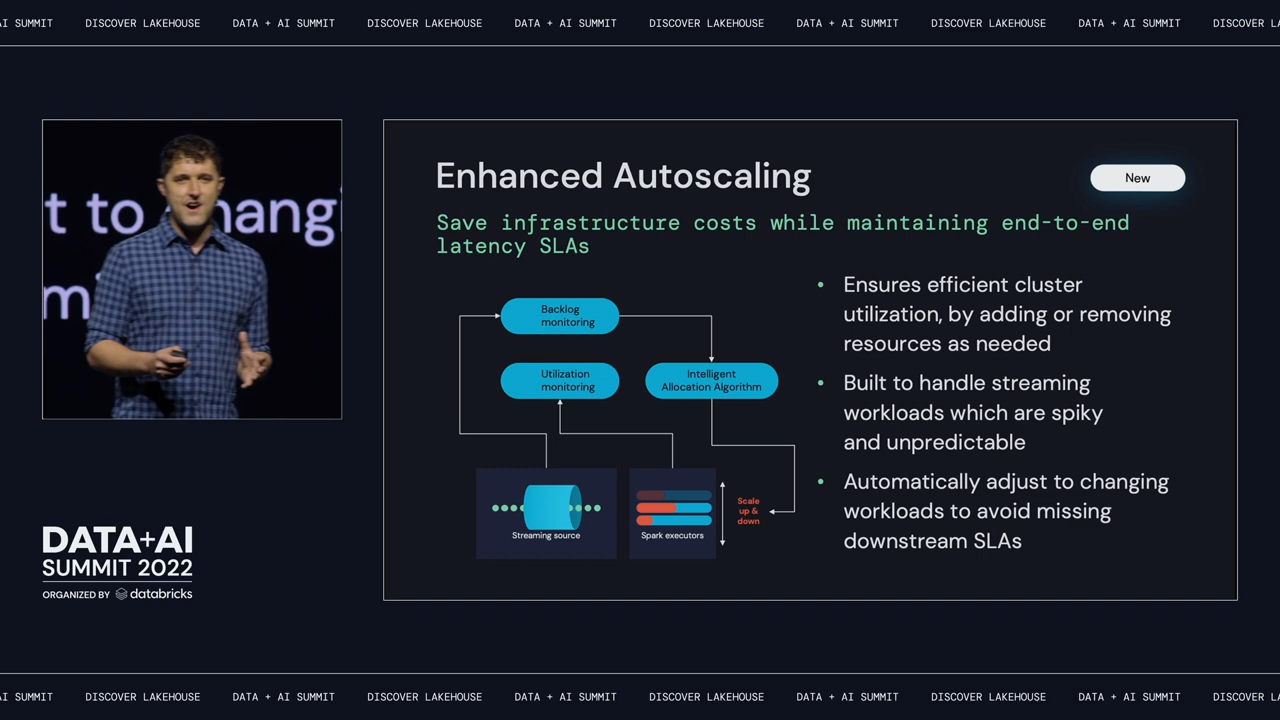 AI SUMMIT DISCOVER LAKEHOUSE DATA + AI SUMMIT DISCOVER LAKEHOUSE DATA + AI SUMMIT DISCOVER LAKEHOUSE DATA + AI SUMMIT DISCOVER LAKEHOUSE DATA + AI SUMMIT DISCOVER
t to changi
Enhanced Autoscaling
New
Save infrastructure costs while maintaining end-to-end
latency SLAs
Backlog
monitoring
Utilization
monitoring
Intelligent
Allocation Algorithm
Streaming source
Spark executors
Scale
up &
down
• Ensures efficient cluster
utilization, by adding or removing
resources as needed
• Built to handle streaming
workloads which are spiky
and unpredictable
• Automatically adjust to changing
workloads to avoid missing
downstream SLAs
DATA+AI
SUMMIT 2022
ORGANIZED BY databricks
AI SUMMIT DISCOVER LAKEHOUSE DATA + AI SUMMIT DISCOVER LAKEHOUSE DATA + AI SUMMIT DISCOVER LAKEHOUSE DATA + AI SUMMIT DISCOVER LAKEHOUSE DATA + AI SUMMIT DISCOVER